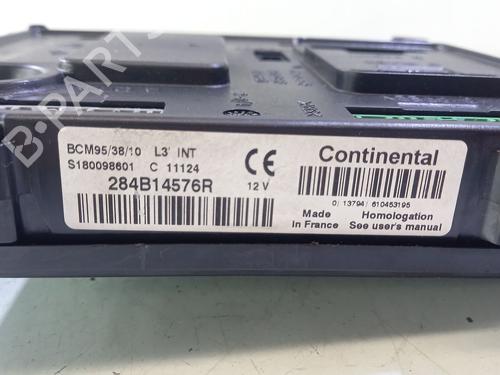 B-PARTS
BCM95/38/10 L3' INT
S180098601 C 11124
284B14576R
CE
12 V
Continental
0) 13794) 610453195
Made in France
Homologation See user's manual